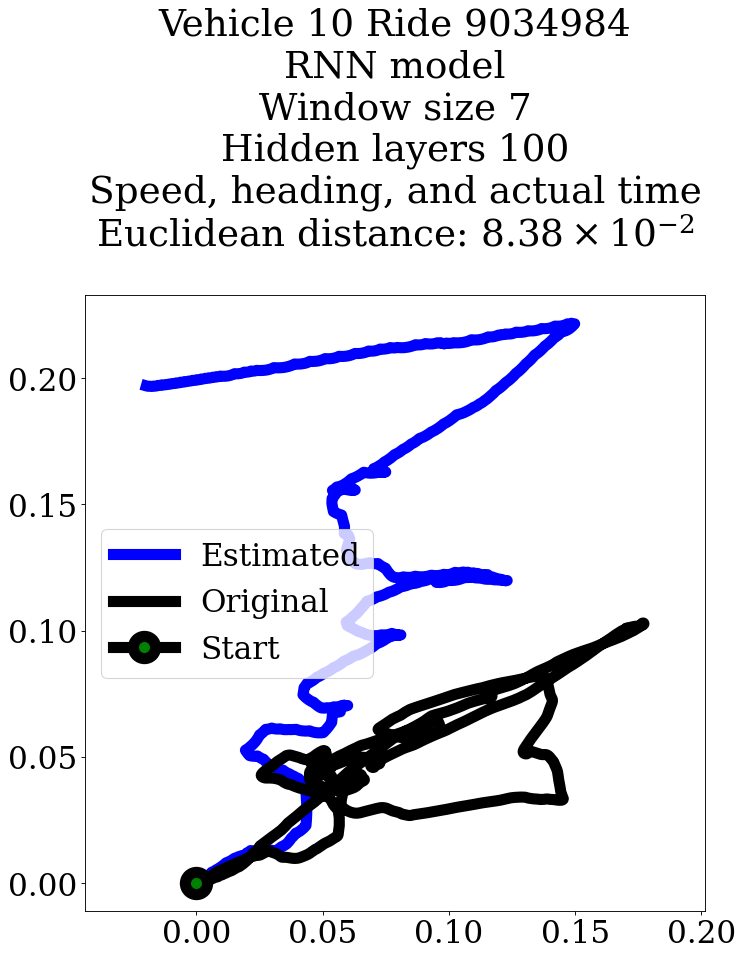 Vehicle 10 Ride 9034984
RNN model
Window size 7
Hidden layers 100
Speed, heading, and actual time
Euclidean distance: 8.38 × 10⁻²
0.20
0.15
0.10
0.05
0.00
Estimated
Original
Start
0.00 0.05 0.10 0.15 0.20